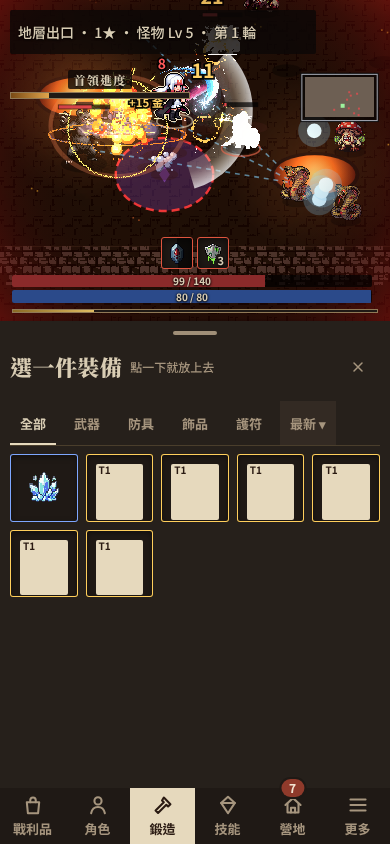 21
地層出口 · 1★ · 怪物 Lv 5 · 第 1 輪
8
首領進度
11
+15 金
3
99 / 140
80 / 80
選一件裝備 點一下就放上去 ×
全部 武器 防具 飾品 護符 最新 ▾
T1 T1 T1 T1
T1 T1
7
戰利品 角色 鍛造 技能 營地 更多